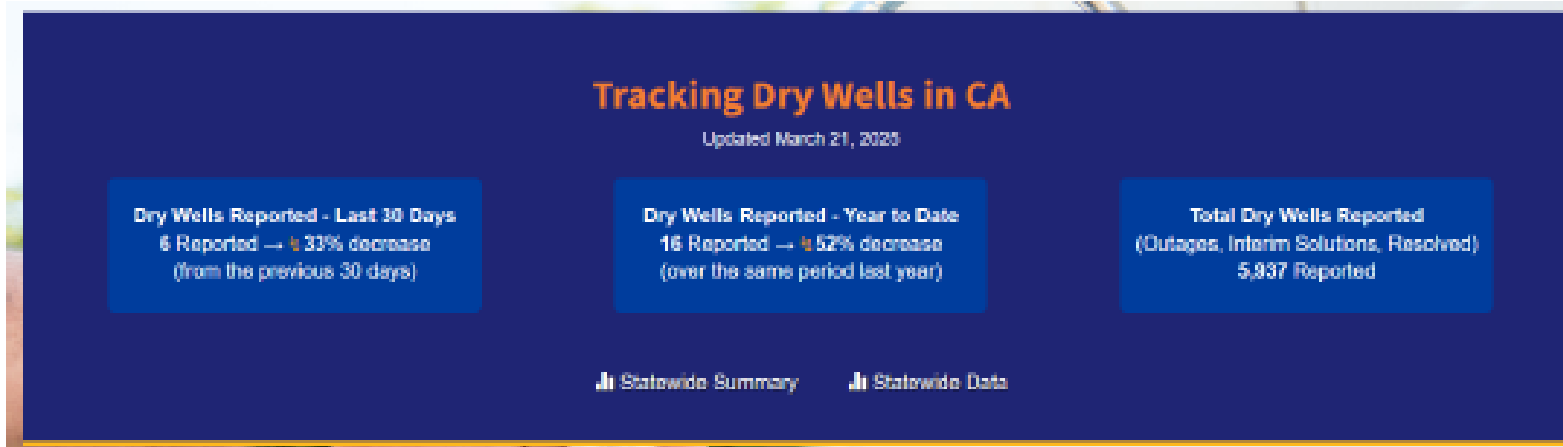 Tracking Dry Wells in CA
Updated March 21, 2025
Dry Wells Reported - Last 30 Days
6 Reported → ↯ 33% decrease
(from the previous 30 days)
Dry Wells Reported - Year to Date
16 Reported → ↯ 52% decrease
(over the same period last year)
Total Dry Wells Reported
(Outages, Interim Solutions, Resolved)
5,937 Reported
Statewide Summary
Statewide Data